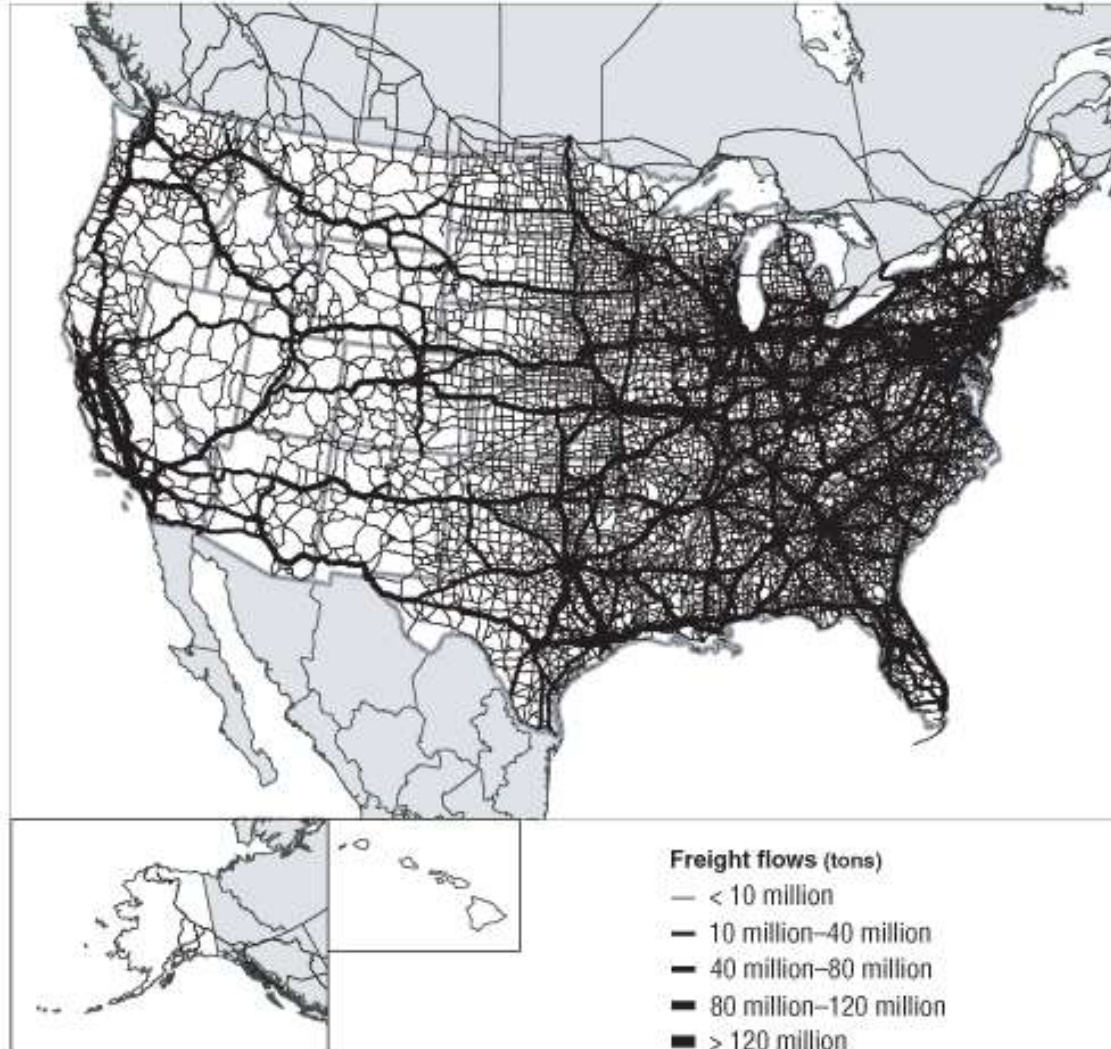 Freight flows (tons)
< 10 million
10 million–40 million
40 million–80 million
80 million–120 million
> 120 million